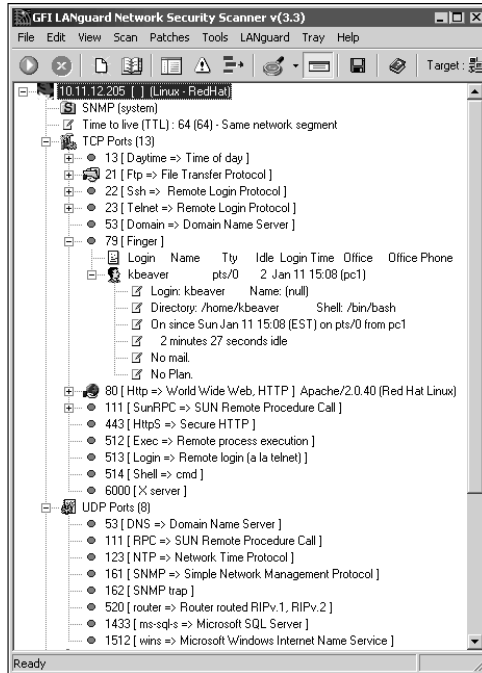 GFI LANguard Network Security Scanner v(3.3)
File Edit View Scan Patches Tools LANguard Tray Help
Target :
10.11.12.205 [ ] (Linux - RedHat)
SNMP (system)
Time to live (TTL) : 64 (64) - Same network segment
TCP Ports (13)
13 [ Daytime => Time of day ]
21 [ Ftp => File Transfer Protocol ]
22 [ Ssh => Remote Login Protocol ]
23 [ Telnet => Remote Login Protocol ]
53 [ Domain => Domain Name Server ]
79 [ Finger ]
Login Name Tty Idle Login Time Office Office Phone
kbeaver pts/0 2 Jan 11 15:08 (pc1)
Login: kbeaver Name: (null)
Directory: /home/kbeaver Shell: /bin/bash
On since Sun Jan 11 15:08 (EST) on pts/0 from pc1
2 minutes 27 seconds idle
No mail.
No Plan.
80 [ Http => World Wide Web, HTTP ] Apache/2.0.40 (Red Hat Linux)
111 [ SunRPC => SUN Remote Procedure Call ]
443 [ HttpS => Secure HTTP ]
512 [ Exec => Remote process execution ]
513 [ Login => Remote login (a la telnet) ]
514 [ Shell => cmd ]
6000 [ X server ]
UDP Ports (8)
53 [ DNS => Domain Name Server ]
111 [ RPC => SUN Remote Procedure Call ]
123 [ NTP => Network Time Protocol ]
161 [ SNMP => Simple Network Management Protocol ]
162 [ SNMP trap ]
520 [ router => Router routed RIPv.1, RIPv.2 ]
1433 [ ms-sql-s => Microsoft SQL Server ]
1512 [ wins => Microsoft Windows Internet Name Service ]
Ready